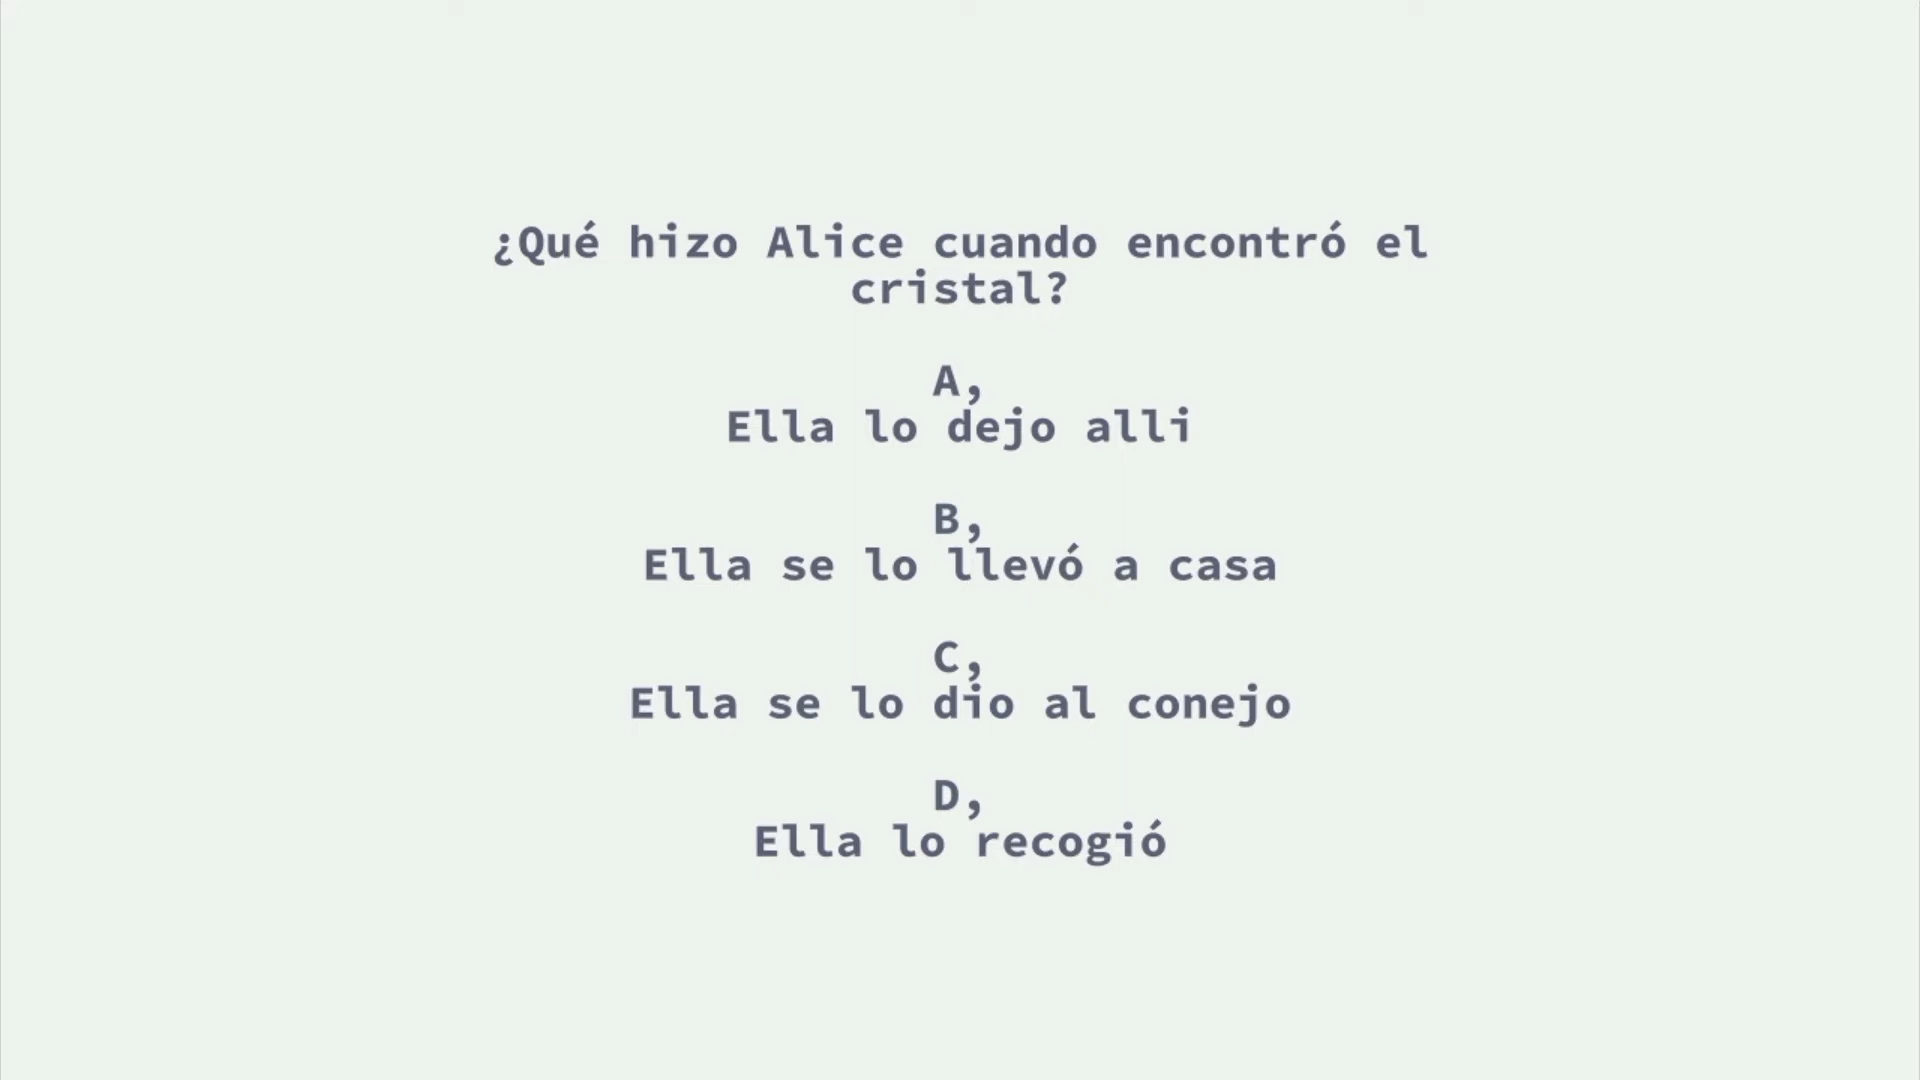 ¿Qué hizo Alice cuando encontró el
cristal?
A,
Ella lo dejo alli
B,
Ella se lo llevó a casa
C,
Ella se lo dio al conejo
D,
Ella lo recogió